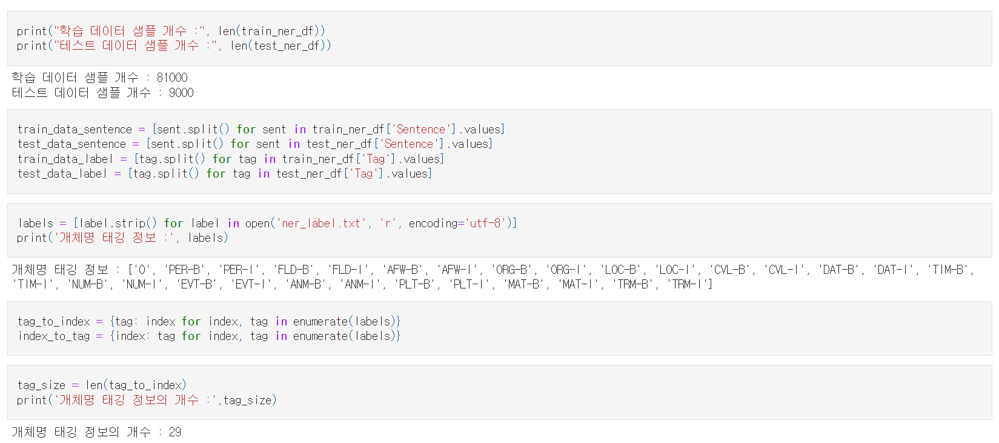 print("학습 데이터 샘플 개수 :", len(train_ner_df))
print("테스트 데이터 샘플 개수 :", len(test_ner_df))
학습 데이터 샘플 개수 : 81000
테스트 데이터 샘플 개수 : 9000
train_data_sentence = [sent.split() for sent in train_ner_df['Sentence'].values]
test_data_sentence = [sent.split() for sent in test_ner_df['Sentence'].values]
train_data_label = [tag.split() for tag in train_ner_df['Tag'].values]
test_data_label = [tag.split() for tag in test_ner_df['Tag'].values]
labels = [label.strip() for label in open('ner_label.txt', 'r', encoding='utf-8')]
print('개체명 태깅 정보 :', labels)
개체명 태깅 정보 : ['O', 'PER-B', 'PER-I', 'FLD-B', 'FLD-I', 'AFW-B', 'AFW-I', 'ORG-B', 'ORG-I', 'LOC-B', 'LOC-I', 'CVL-B', 'CVL-I', 'DAT-B', 'DAT-I', 'TIM-B',
'TIM-I', 'NUM-B', 'NUM-I', 'EVT-B', 'EVT-I', 'ANM-B', 'ANM-I', 'PLT-B', 'PLT-I', 'MAT-B', 'MAT-I', 'TRM-B', 'TRM-I']
tag_to_index = {tag: index for index, tag in enumerate(labels)}
index_to_tag = {index: tag for index, tag in enumerate(labels)}
tag_size = len(tag_to_index)
print('개체명 태깅 정보의 개수 :',tag_size)
개체명 태깅 정보의 개수 : 29